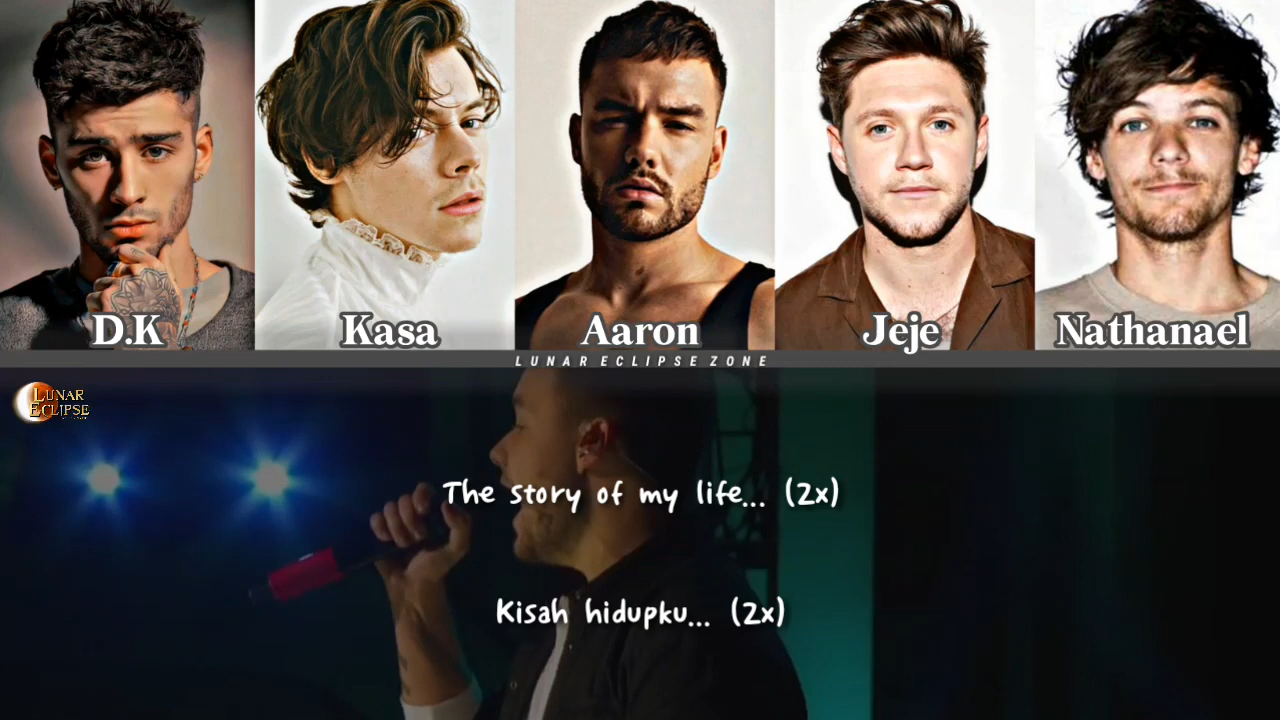 D.K
Kasa
Aaron
Jeje
Nathanael
LUNAR ECLIPSE ZONE
LUNAR
ECLIPSE
The story of my life... (2x)
Kisah hidupku... (2x)